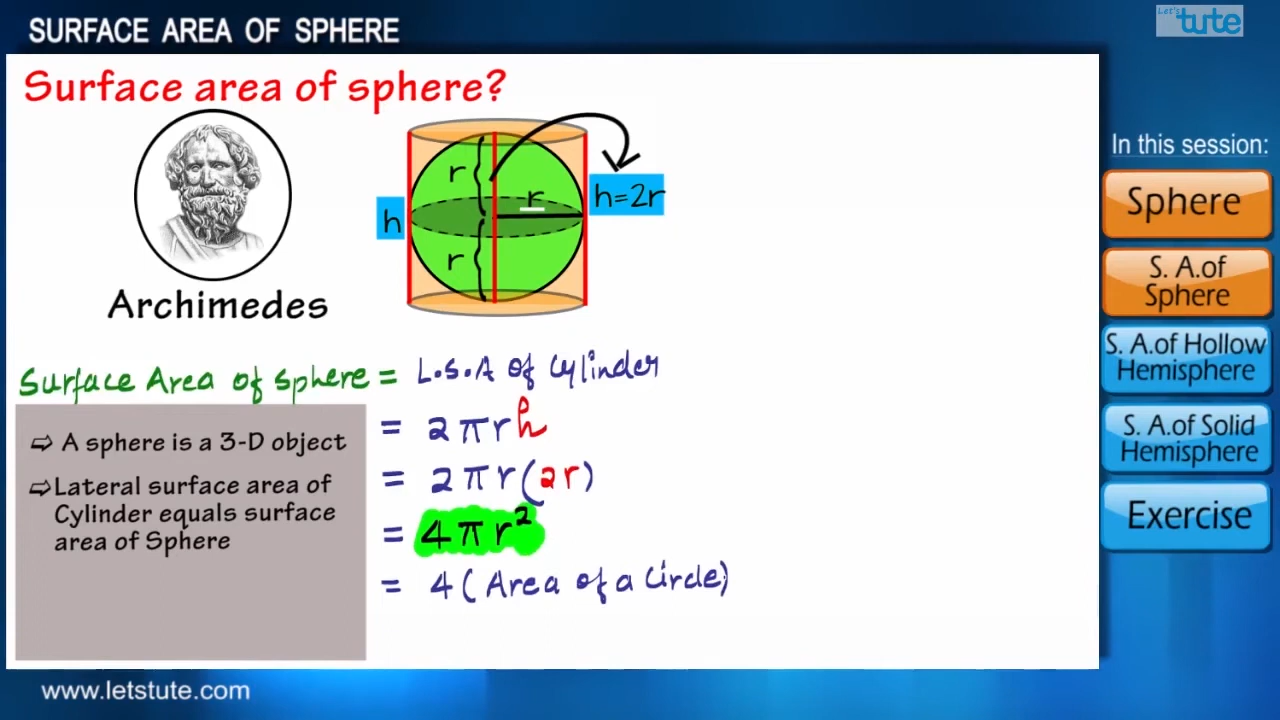 SURFACE AREA OF SPHERE
Let's tute
Surface area of sphere?
r
r
h=2r
h
r
Archimedes
Surface Area of sphere = L.S.A of Cylinder
= 2πrh
= 2πr(2r)
= 4πr²
= 4(Area of a Circle)
⇨ A sphere is a 3-D object
⇨ Lateral surface area of
Cylinder equals surface
area of Sphere
In this session:
Sphere
S. A.of
Sphere
S. A.of Hollow
Hemisphere
S. A.of Solid
Hemisphere
Exercise
www.letstute.com